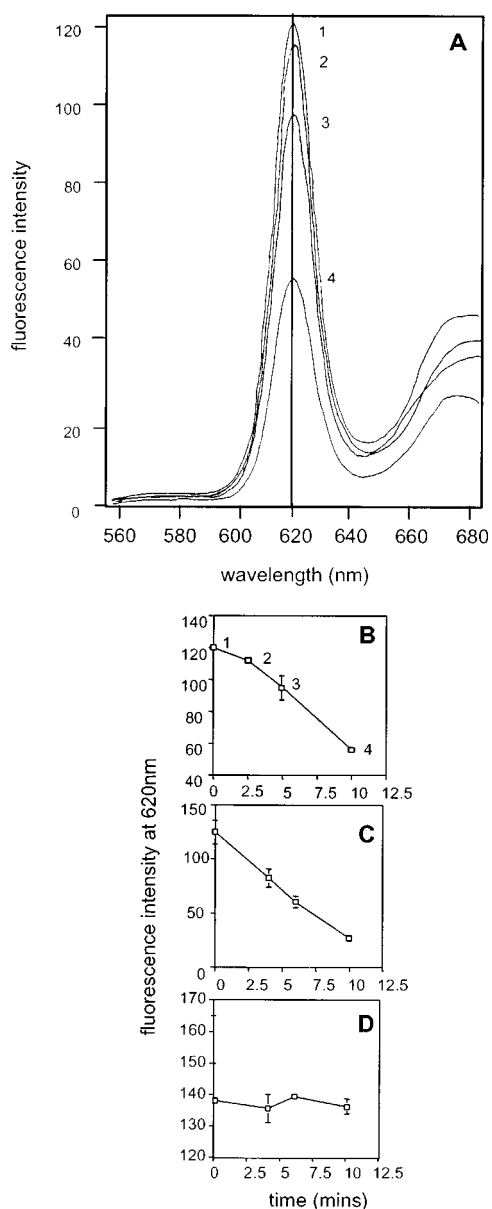 A
120
100
80
60
40
20
0
fluorescence intensity
1
2
3
4
560 580 600 620 640 660 680
wavelength (nm)
fluorescence intensity at 620nm
B
140
120
100
80
60
40
1
2
3
4
0 2.5 5 7.5 10 12.5
C
150
100
50
0
0 2.5 5 7.5 10 12.5
D
170
160
150
140
130
120
0 2.5 5 7.5 10 12.5
time (mins)